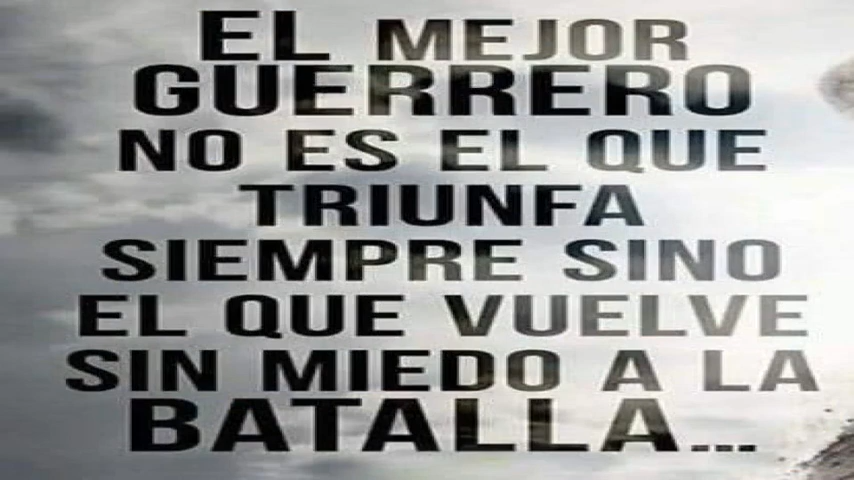 EL MEJOR
GUERRERO
NO ES EL QUE
TRIUNFA
SIEMPRE SINO
EL QUE VUELVE
SIN MIEDO A LA
BATALLA...